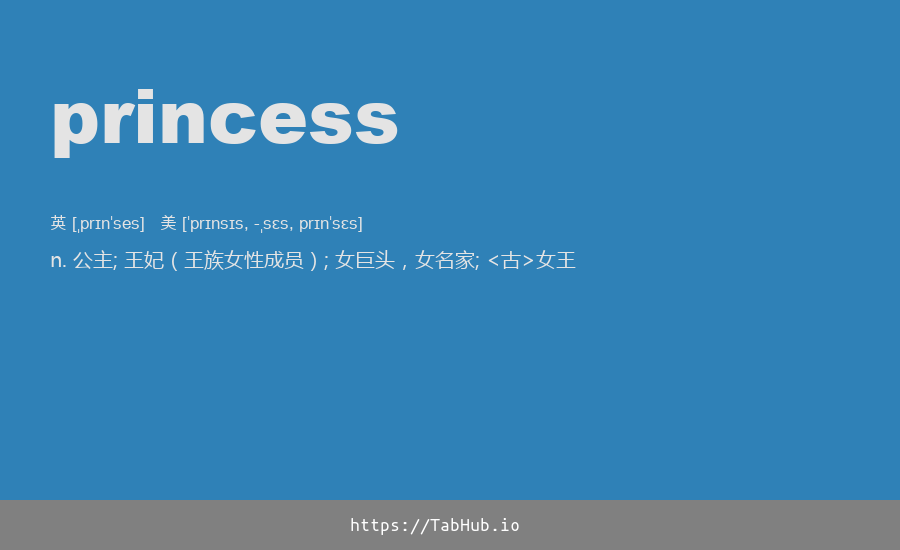 princess
英 [ˌprɪnˈses] 美 [ˈprɪnsɪs, -ˌsɛs, prɪnˈsɛs]
n. 公主; 王妃（王族女性成员）; 女巨头，女名家; <古>女王
https://TabHub.io